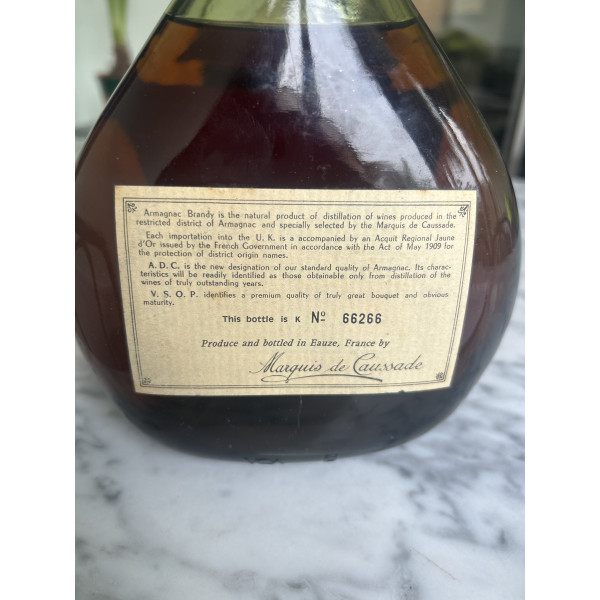 Armagnac Brandy is the natural product of distillation of wines produced in the
restricted district of Armagnac and specially selected by the Marquis de Caussade.
Each importation into the U. K. is a accompanied by an Acquit Regional Jaune
d'Or issued by the French Government in accordance with the Act of May 1909 for
the protection of district origin names.
A. D. C. is the new designation of our standard quality of Armagnac. Its charac-
teristics will be readily identified as those obtainable only from distillation of the
wines of truly outstanding years.
V. S. O. P. identifies a premium quality of truly great bouquet and obvious
maturity.
This bottle is K Nº 66266
Produce and bottled in Eauze, France by
Marquis de Caussade